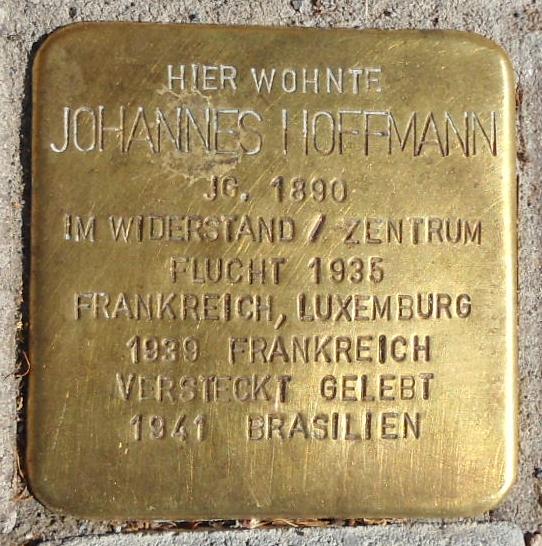 HIER WOHNTE
JOHANNES HOFFMANN
JG. 1890
IM WIDERSTAND / ZENTRUM
FLUCHT 1935
FRANKREICH, LUXEMBURG
1939 FRANKREICH
VERSTECKT GELEBT
1941 BRASILIEN